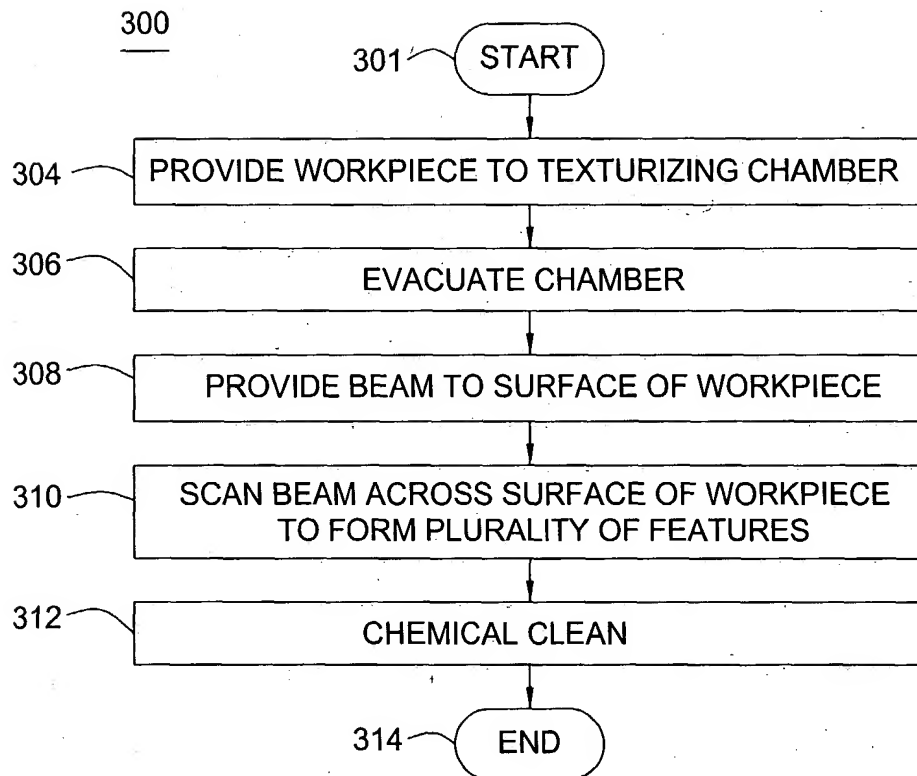 300
301 START
304 PROVIDE WORKPIECE TO TEXTURIZING CHAMBER
306 EVACUATE CHAMBER
308 PROVIDE BEAM TO SURFACE OF WORKPIECE
310 SCAN BEAM ACROSS SURFACE OF WORKPIECE
TO FORM PLURALITY OF FEATURES
312 CHEMICAL CLEAN
314 END